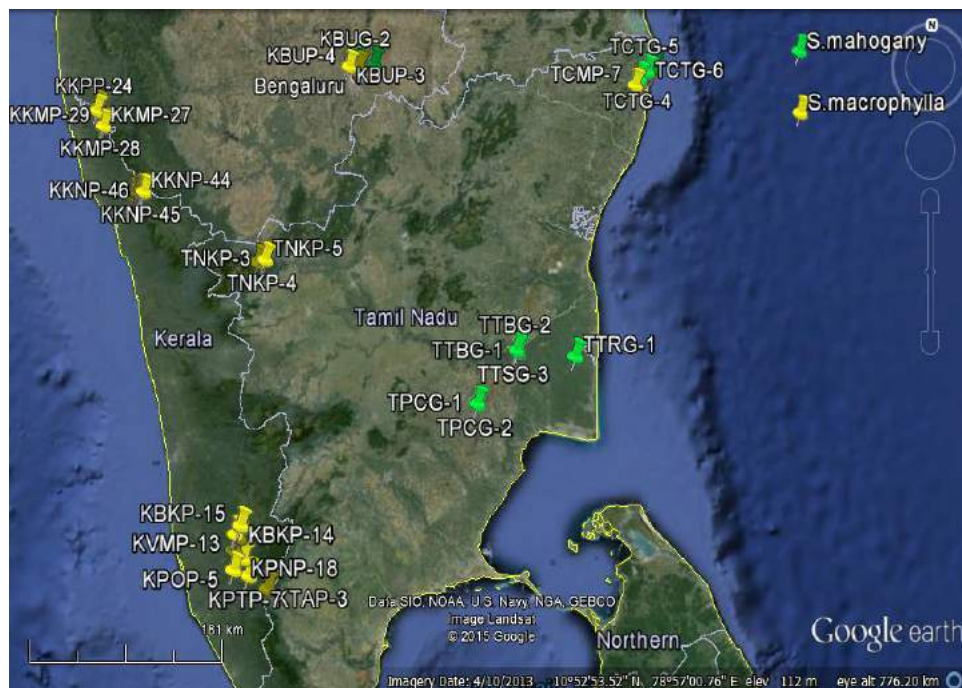 KBUG-2
KBUP-4
KBUP-3
Bengaluru
TCTG-5
TCMP-7
TCTG-6
TCTG-4
N
S.mahogany
S.macrophylla
KKPP-24
KKMP-29
KKMP-27
KKMP-28
KKNP-46
KKNP-44
KKNP-45
TNKP-3
TNKP-5
TNKP-4
Kerala
Tamil Nadu
TTBG-2
TTBG-1
TTRG-1
TTSG-3
TPCG-1
TPCG-2
KBKP-15
KBKP-14
KVMP-13
KPNP-18
KPOP-5
KPTP-7
KTAP-3
Data SIO, NOAA, U.S. Navy, NGA, GEBCO
Image Landsat
© 2015 Google
181 km
Northern
Google earth
Imagery Date: 4/10/2013 10°52'53.52" N 78°57'00.76" E elev 112 m eye alt 776.20 km